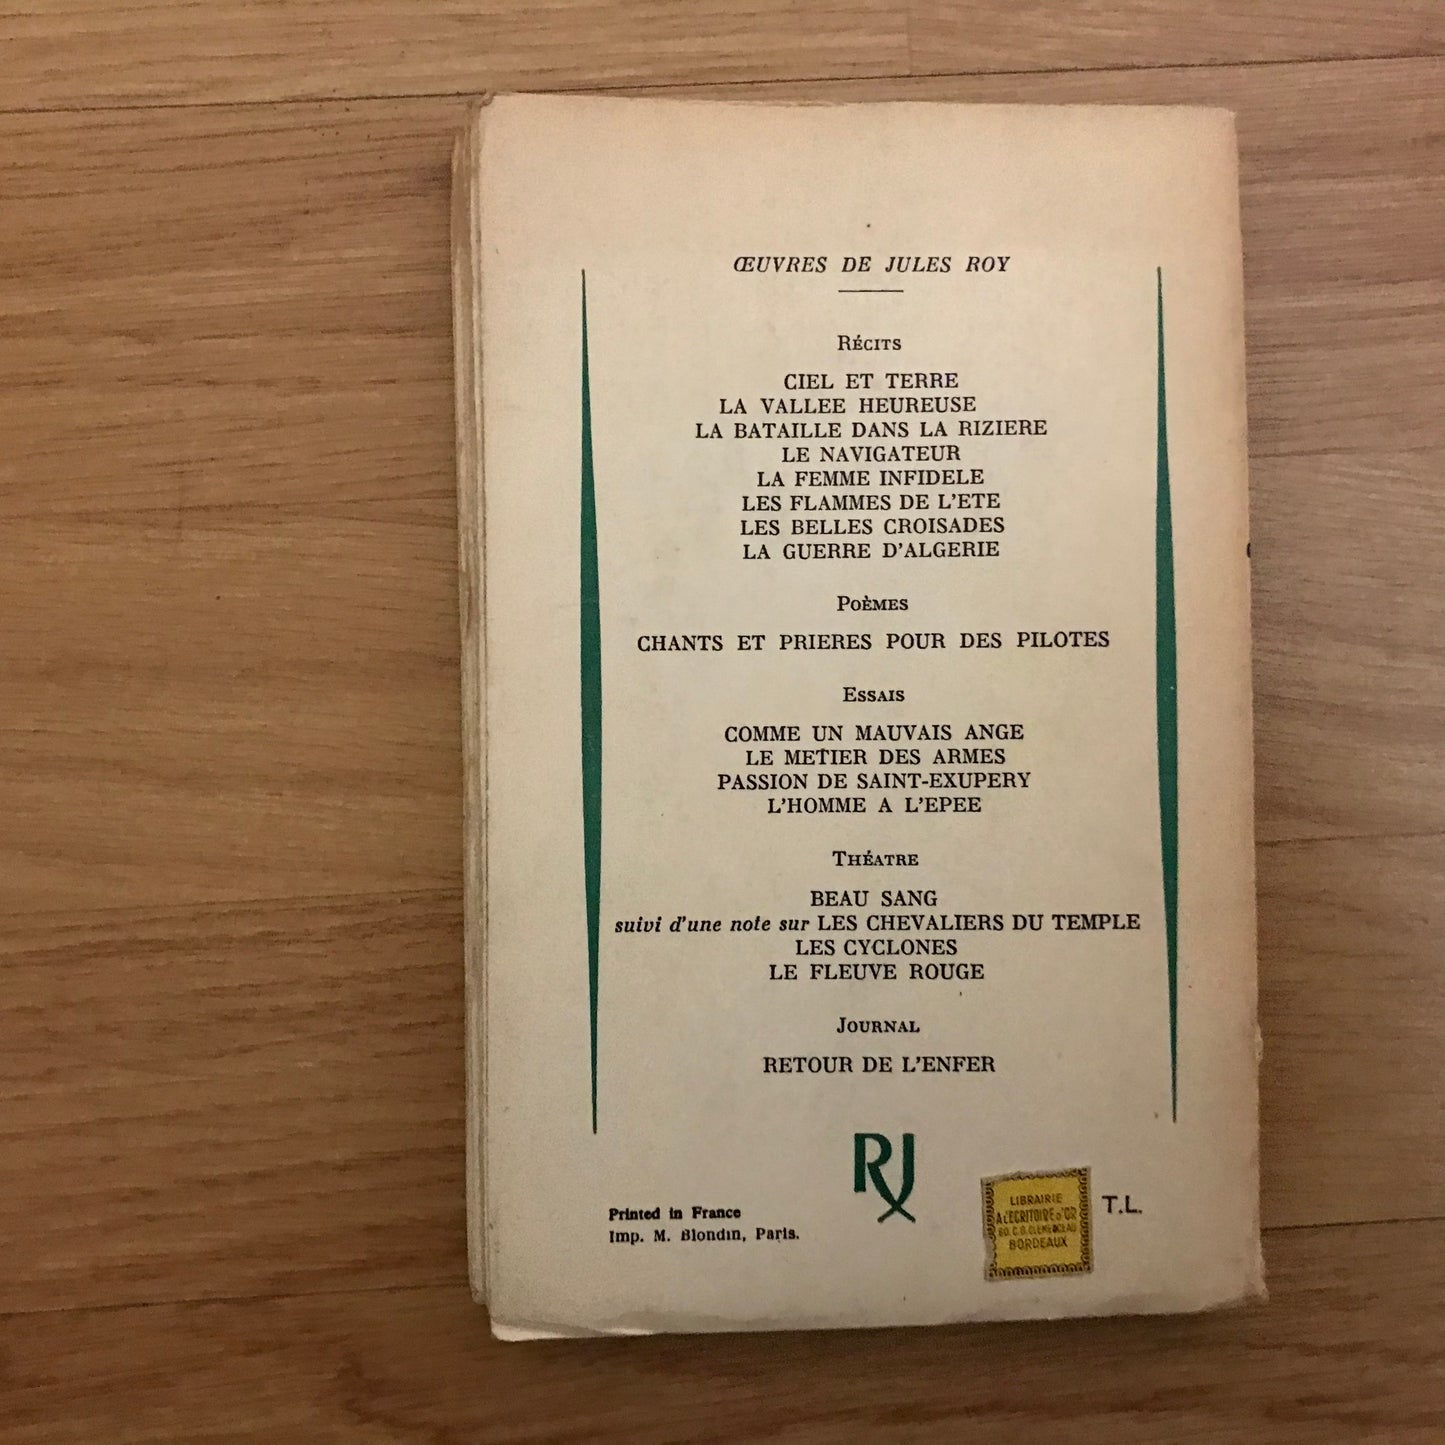 ŒUVRES DE JULES ROY
RÉCITS
CIEL ET TERRE
LA VALLEE HEUREUSE
LA BATAILLE DANS LA RIZIERE
LE NAVIGATEUR
LA FEMME INFIDELE
LES FLAMMES DE L'ETE
LES BELLES CROISADES
LA GUERRE D'ALGERIE
POÈMES
CHANTS ET PRIERES POUR DES PILOTES
ESSAIS
COMME UN MAUVAIS ANGE
LE METIER DES ARMES
PASSION DE SAINT-EXUPERY
L'HOMME A L'EPEE
THÉATRE
BEAU SANG
suivi d'une note sur LES CHEVALIERS DU TEMPLE
LES CYCLONES
LE FLEUVE ROUGE
JOURNAL
RETOUR DE L'ENFER
RJ
Printed in France
Imp. M. Blondin, Paris.
LIBRAIRIE
A L'ECRITOIRE D'OR
60, C. G. CLEMENCEAU
BORDEAUX
T.L.